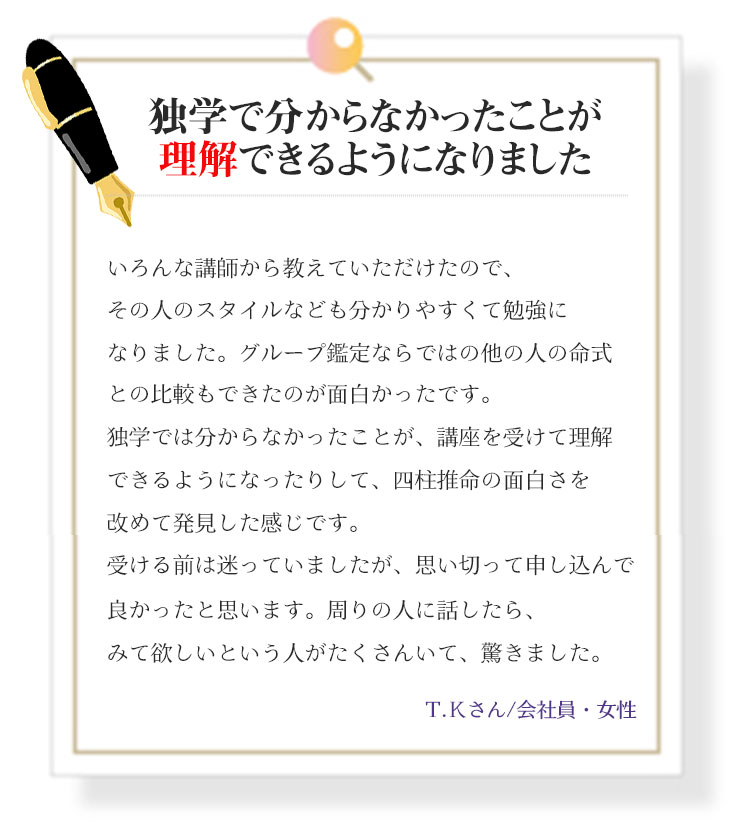 独学で分からなかったことが
理解できるようになりました
いろんな講師から教えていただけたので、
その人のスタイルなども分かりやすくて勉強に
なりました。グループ鑑定ならではの他の人の命式
との比較もできたのが面白かったです。
独学では分からなかったことが、講座を受けて理解
できるようになったりして、四柱推命の面白さを
改めて発見した感じです。
受ける前は迷っていましたが、思い切って申し込んで
良かったと思います。周りの人に話したら、
みて欲しいという人がたくさんいて、驚きました。
T.Kさん/会社員・女性